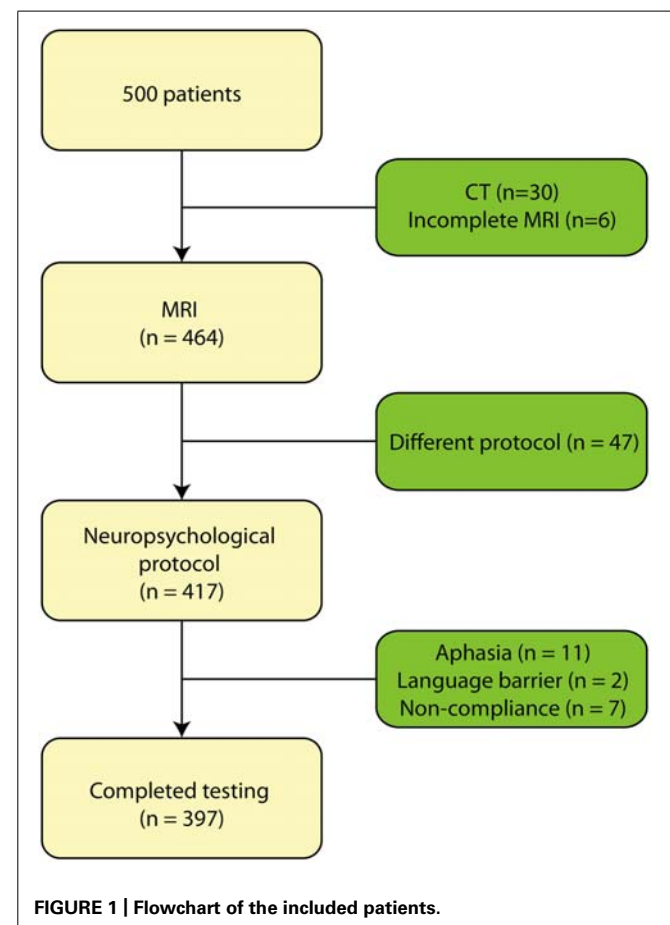 500 patients
CT (n=30)
Incomplete MRI (n=6)
MRI
(n = 464)
Different protocol (n = 47)
Neuropsychological
protocol
(n = 417)
Aphasia (n = 11)
Language barrier (n = 2)
Non-compliance (n = 7)
Completed testing
(n = 397)
FIGURE 1 | Flowchart of the included patients.